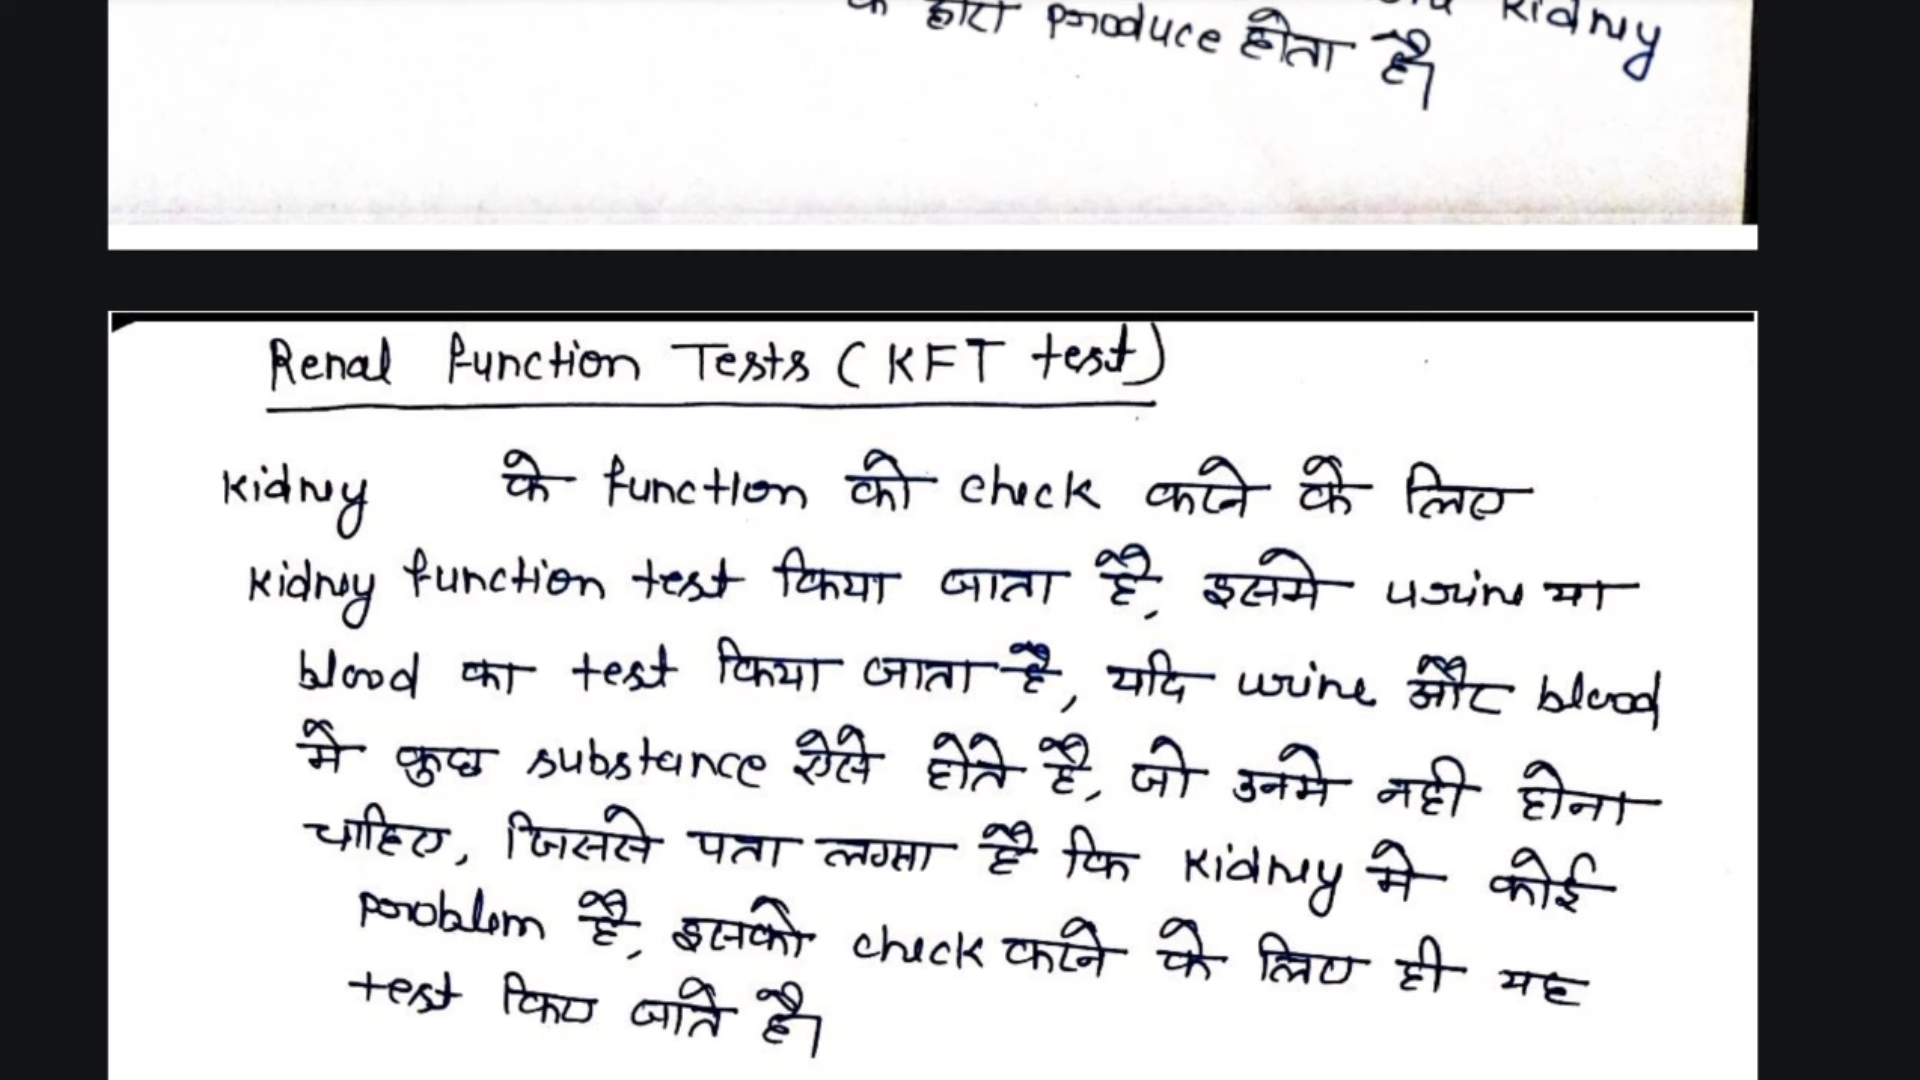 के द्वारा produce होता है।
Kidney
Renal function Tests (KFT test)
Kidney के function को check करने के लिए
Kidney function test किया जाता है, इसमे urine या
blood का test किया जाता है, यदि urine और blood
मे कुछ substance ऐसे होते है, जो उनमे नही होना
चाहिए, जिससे पता लगता है कि Kidney मे कोई
problem है, इसको check करने के लिए ही यह
test किए जाते है।